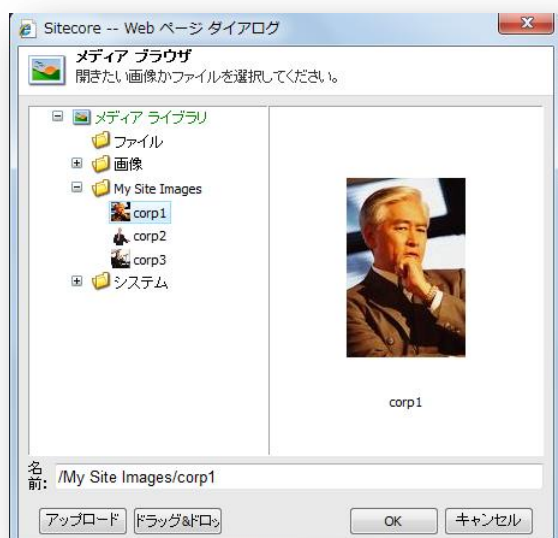 Sitecore -- Web ページ ダイアログ
メディア ブラウザ
開きたい画像かファイルを選択してください。
メディア ライブラリ
ファイル
画像
My Site Images
corp1
corp2
corp3
システム
corp1
名前: /My Site Images/corp1
アップロード ドラッグ&ドロッ OK キャンセル